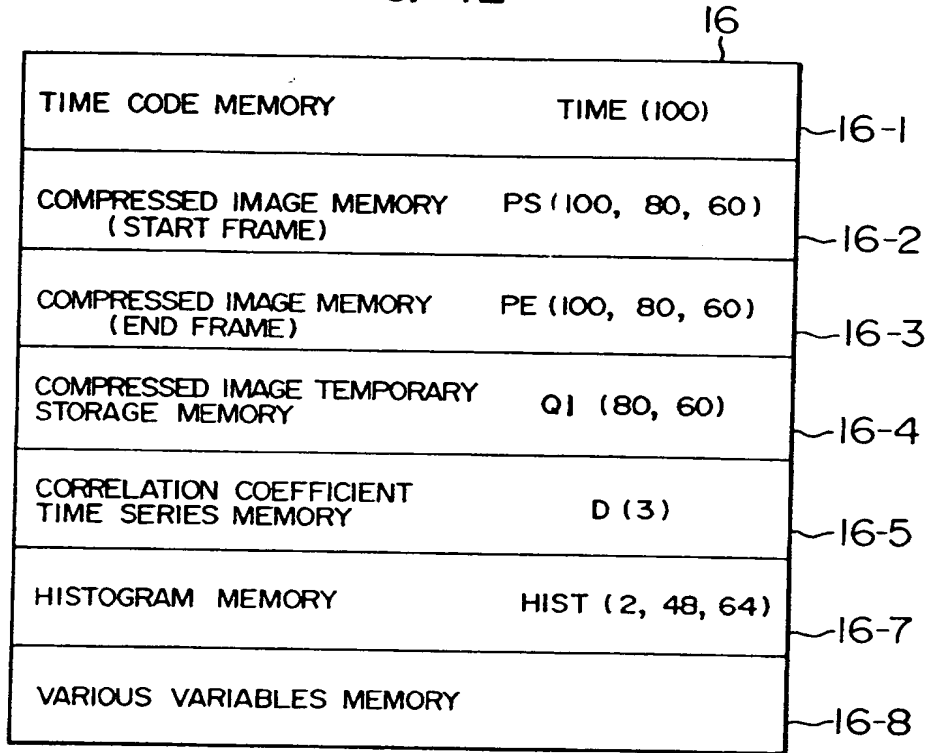 16
TIME CODE MEMORY TIME (100)
16-1
COMPRESSED IMAGE MEMORY PS (100, 80, 60)
(START FRAME)
16-2
COMPRESSED IMAGE MEMORY PE (100, 80, 60)
(END FRAME)
16-3
COMPRESSED IMAGE TEMPORARY
STORAGE MEMORY QI (80, 60)
16-4
CORRELATION COEFFICIENT
TIME SERIES MEMORY D (3)
16-5
HISTOGRAM MEMORY HIST (2, 48, 64)
16-7
VARIOUS VARIABLES MEMORY
16-8